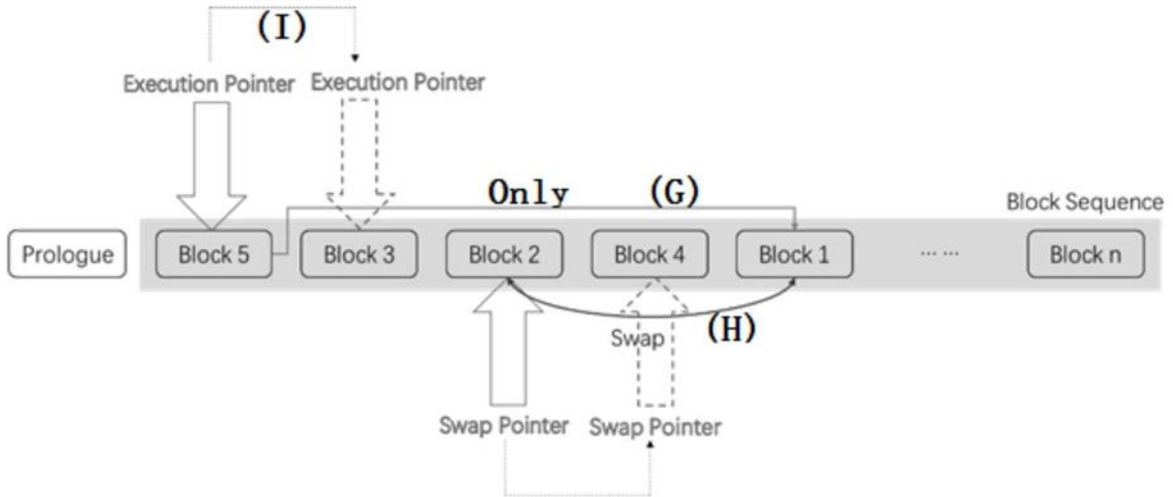 (I)
Execution Pointer Execution Pointer
Only (G)
Block Sequence
Prologue Block 5 Block 3 Block 2 Block 4 Block 1 ... ... Block n
Swap (H)
Swap Pointer Swap Pointer